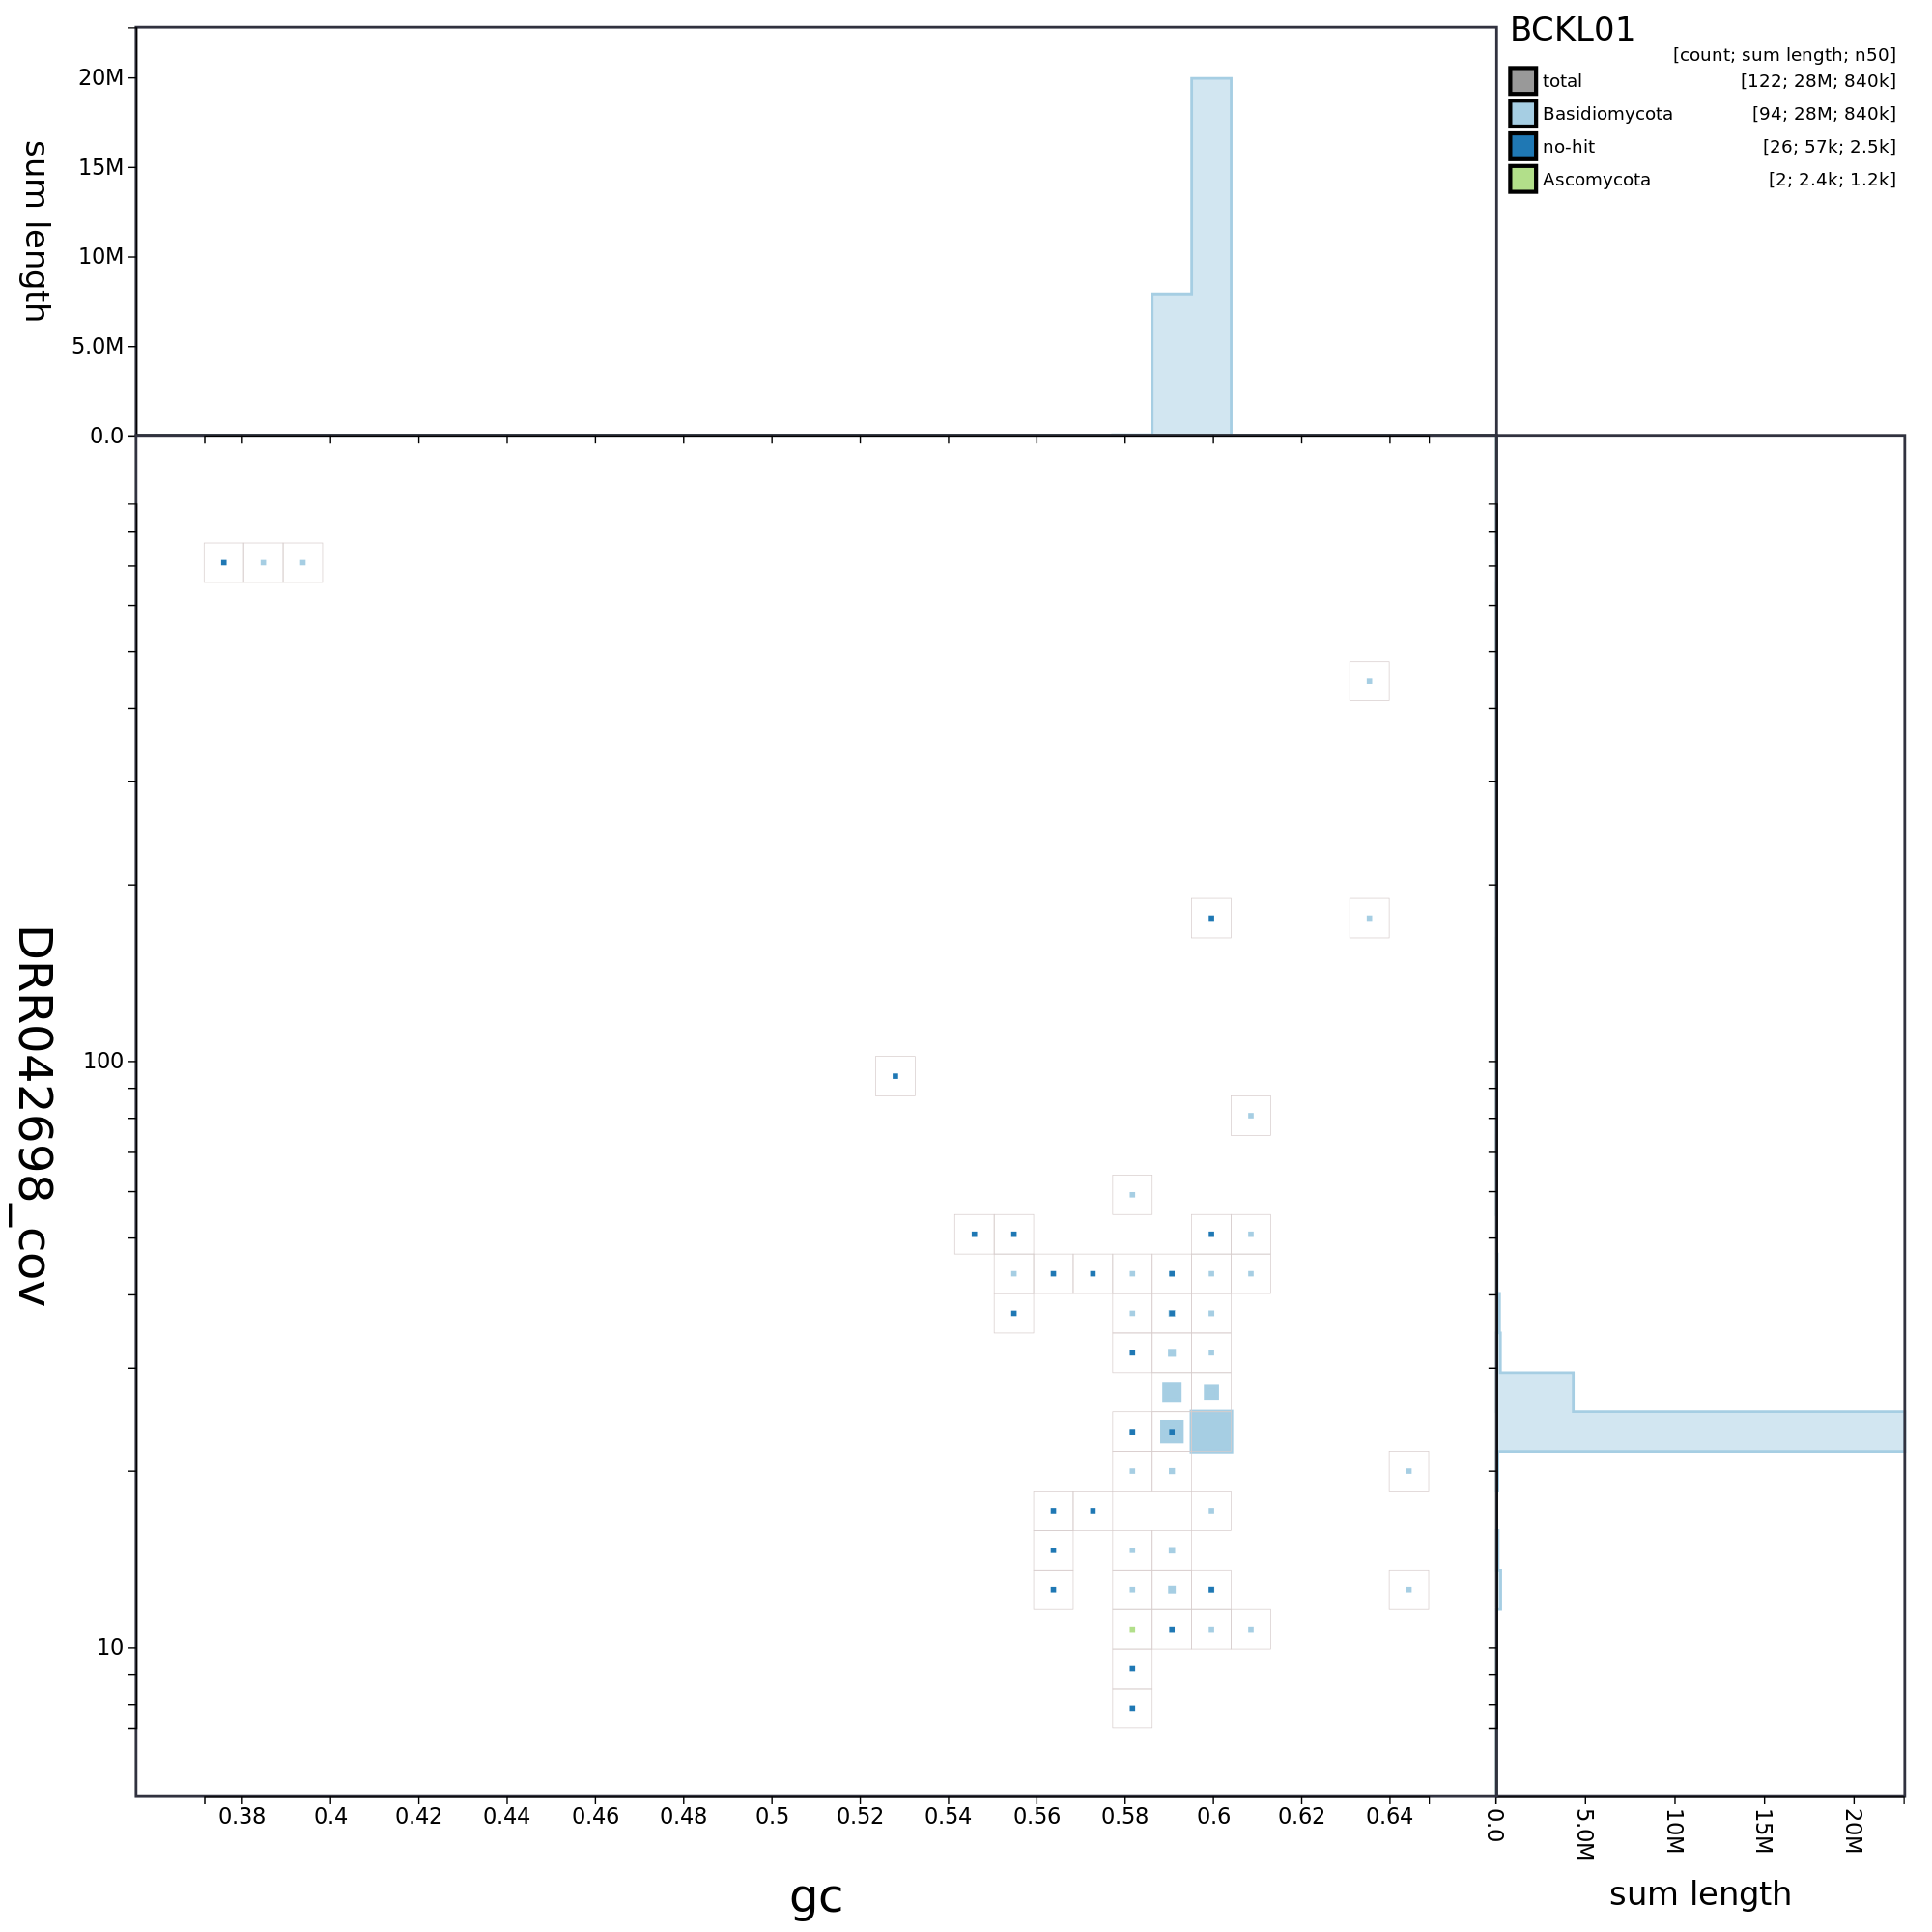 BCKL01
[count; sum length; n50]
total [122; 28M; 840k]
Basidiomycota [94; 28M; 840k]
no-hit [26; 57k; 2.5k]
Ascomycota [2; 2.4k; 1.2k]
sum length
20M
15M
10M
5.0M
0.0
DRR042698_cov
100
10
0.38 0.4 0.42 0.44 0.46 0.48 0.5 0.52 0.54 0.56 0.58 0.6 0.62 0.64
gc
0.0 5.0M 10M 15M 20M
sum length